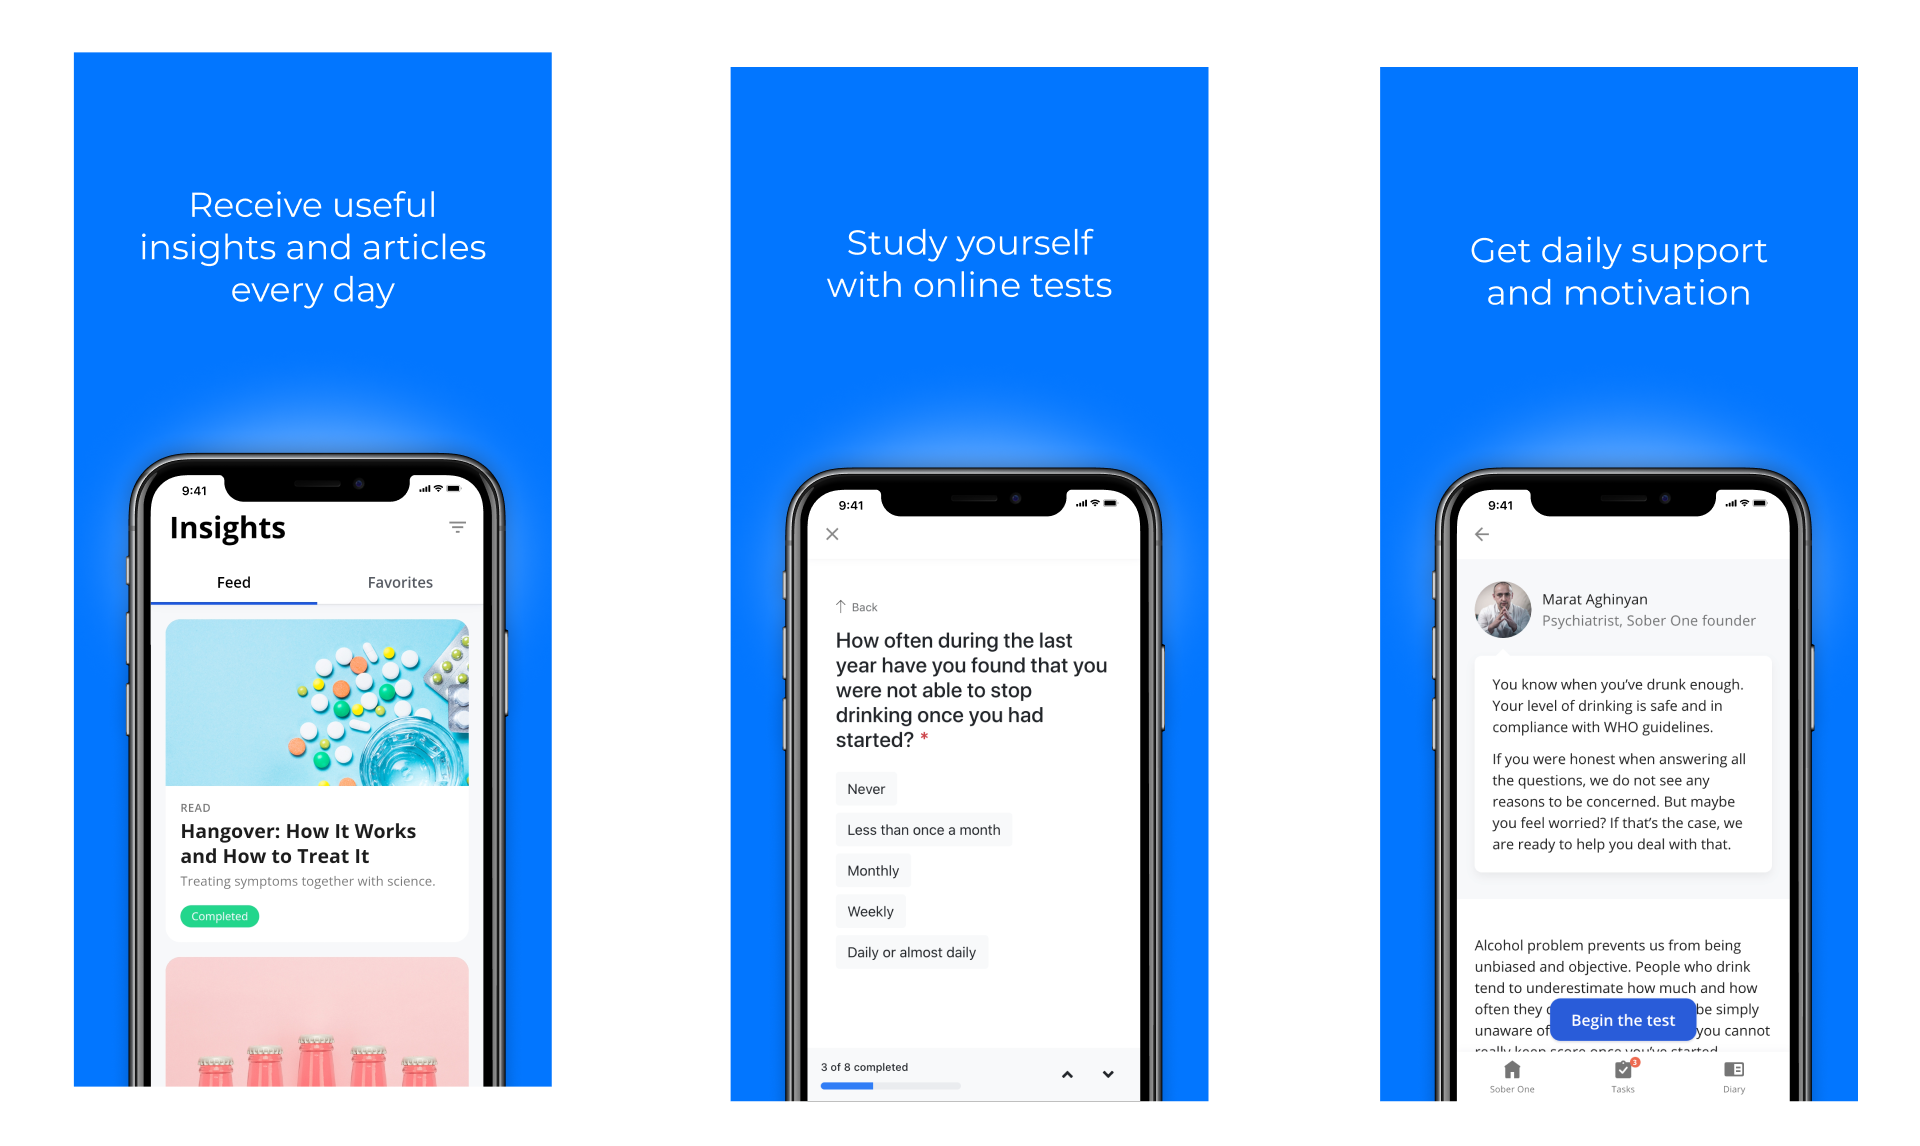 Receive useful
insights and articles
every day
9:41
Insights
Feed
Favorites
READ
Hangover: How It Works
and How to Treat It
Treating symptoms together with science.
Completed
Study yourself
with online tests
9:41
Back
How often during the last
year have you found that you
were not able to stop
drinking once you had
started? *
Never
Less than once a month
Monthly
Weekly
Daily or almost daily
3 of 8 completed
Get daily support
and motivation
9:41
Marat Aghinyan
Psychiatrist, Sober One founder
You know when you’ve drunk enough.
Your level of drinking is safe and in
compliance with WHO guidelines.
If you were honest when answering all
the questions, we do not see any
reasons to be concerned. But maybe
you feel worried? If that’s the case, we
are ready to help you deal with that.
Alcohol problem prevents us from being
unbiased and objective. People who drink
tend to underestimate how much and how
often they be simply
unaware of you cannot
really keep score once you’ve started
Begin the test
3
Sober One
Tasks
Diary